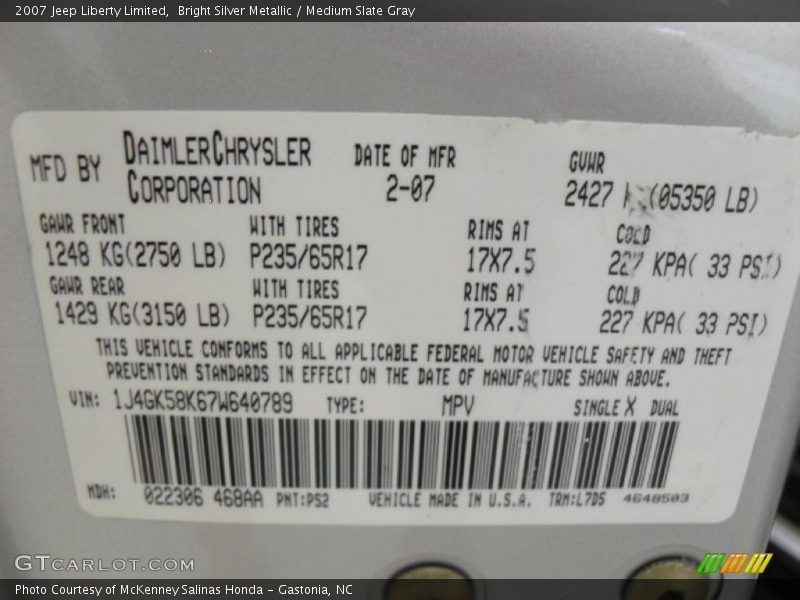 2007 Jeep Liberty Limited, Bright Silver Metallic / Medium Slate Gray
MFD BY DAIMLERCHRYSLER CORPORATION DATE OF MFR 2-07 GVWR 2427 (05350 LB)
GAWR FRONT WITH TIRES RIMS AT COLD
1248 KG(2750 LB) P235/65R17 17X7.5 227 KPA( 33 PSI)
GAWR REAR WITH TIRES RIMS AT COLD
1429 KG(3150 LB) P235/65R17 17X7.5 227 KPA( 33 PSI)
THIS VEHICLE CONFORMS TO ALL APPLICABLE FEDERAL MOTOR VEHICLE SAFETY AND THEFT
PREVENTION STANDARDS IN EFFECT ON THE DATE OF MANUFACTURE SHOWN ABOVE.
VIN: 1J4GK58K67W640789 TYPE: MPV SINGLE X DUAL
MDH: 022306 468AA PNT:PS2 VEHICLE MADE IN U.S.A. TRM:L7D5 4648503
GTCARLOT.COM
Photo Courtesy of McKenney Salinas Honda - Gastonia, NC